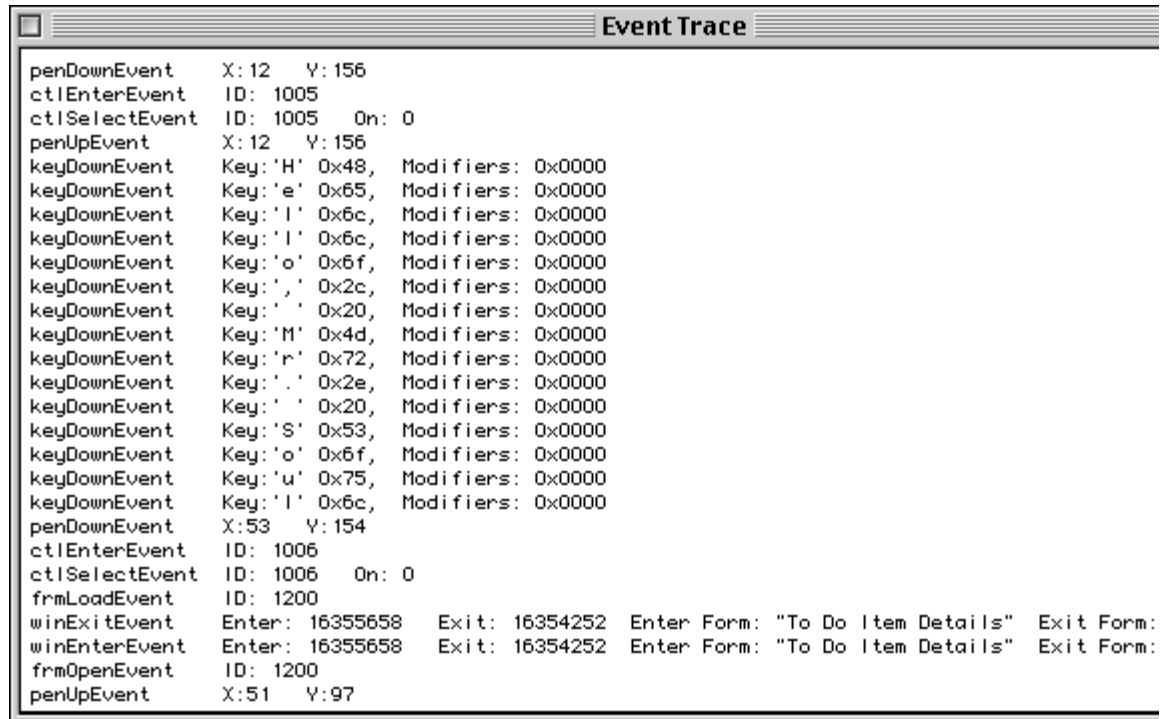 Event Trace
penDownEvent X:12 Y:156
ctlEnterEvent ID: 1005
ctlSelectEvent ID: 1005 On: 0
penUpEvent X:12 Y:156
keyDownEvent Key:'H' 0x48, Modifiers: 0x0000
keyDownEvent Key:'e' 0x65, Modifiers: 0x0000
keyDownEvent Key:'l' 0x6c, Modifiers: 0x0000
keyDownEvent Key:'l' 0x6c, Modifiers: 0x0000
keyDownEvent Key:'o' 0x6f, Modifiers: 0x0000
keyDownEvent Key:',' 0x2c, Modifiers: 0x0000
keyDownEvent Key:' ' 0x20, Modifiers: 0x0000
keyDownEvent Key:'M' 0x4d, Modifiers: 0x0000
keyDownEvent Key:'r' 0x72, Modifiers: 0x0000
keyDownEvent Key:'.' 0x2e, Modifiers: 0x0000
keyDownEvent Key:' ' 0x20, Modifiers: 0x0000
keyDownEvent Key:'S' 0x53, Modifiers: 0x0000
keyDownEvent Key:'o' 0x6f, Modifiers: 0x0000
keyDownEvent Key:'u' 0x75, Modifiers: 0x0000
keyDownEvent Key:'l' 0x6c, Modifiers: 0x0000
penDownEvent X:53 Y:154
ctlEnterEvent ID: 1006
ctlSelectEvent ID: 1006 On: 0
frmLoadEvent ID: 1200
winExitEvent Enter: 16355658 Exit: 16354252 Enter Form: "To Do Item Details" Exit Form:
winEnterEvent Enter: 16355658 Exit: 16354252 Enter Form: "To Do Item Details" Exit Form:
frmOpenEvent ID: 1200
penUpEvent X:51 Y:97